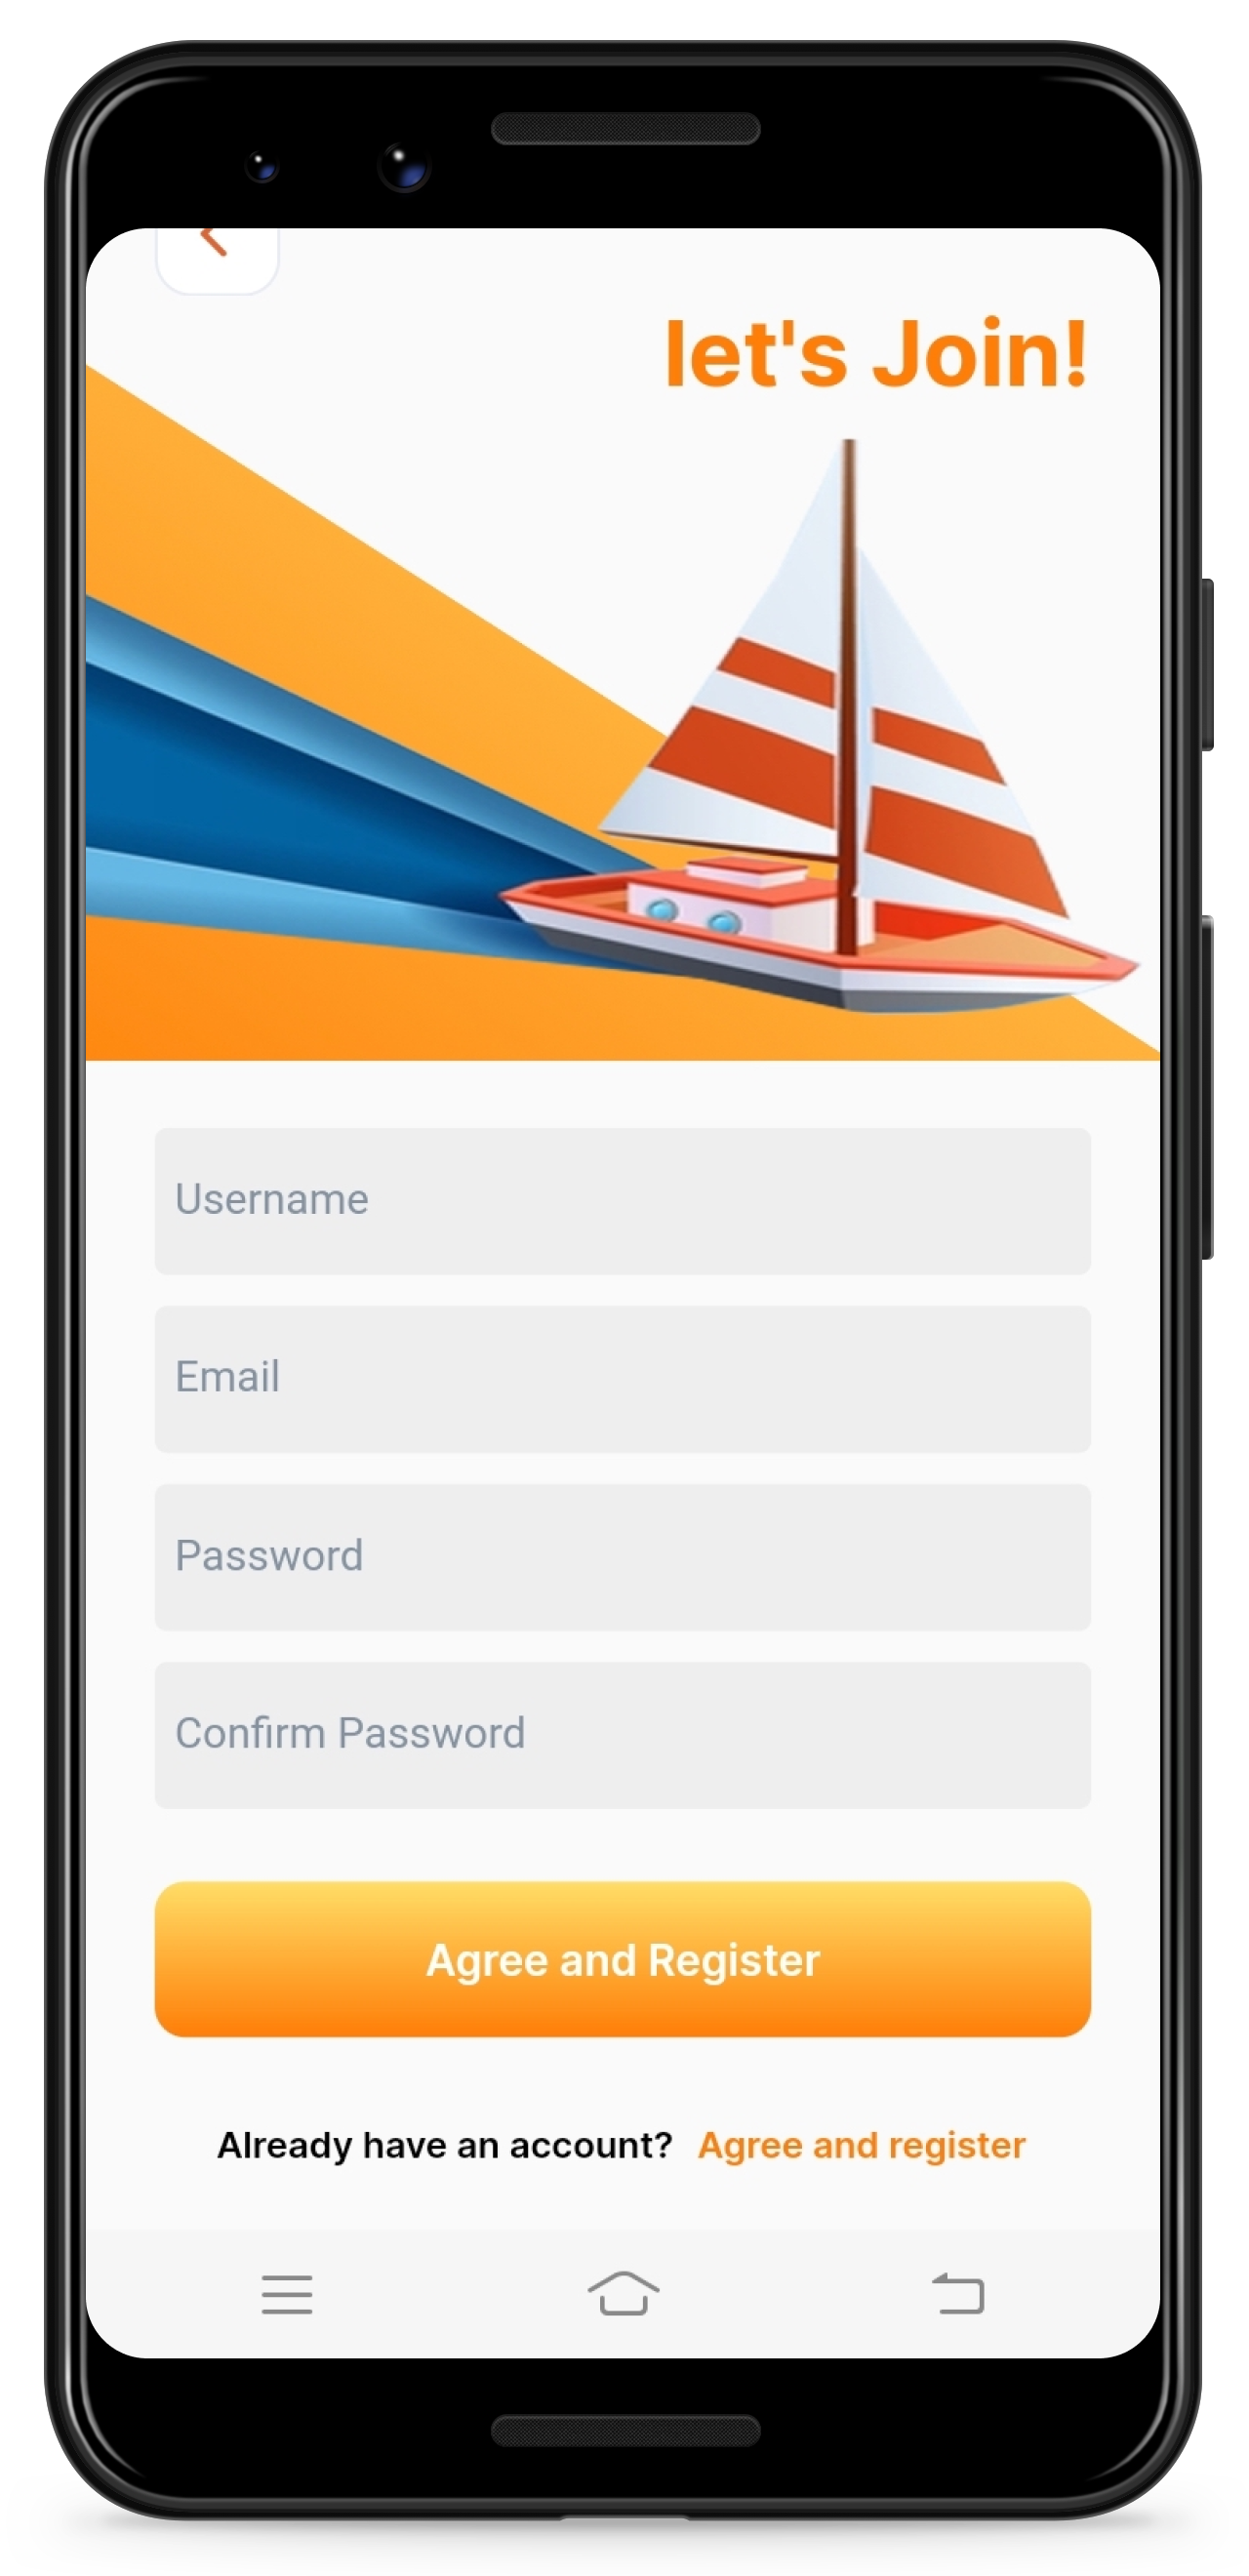 let's Join!
Username
Email
Password
Confirm Password
Agree and Register
Already have an account? Agree and register